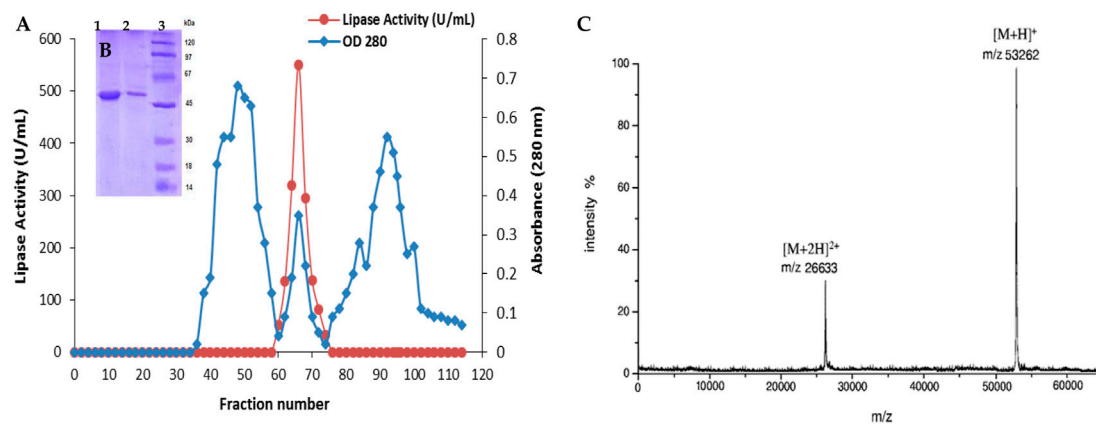 A
Lipase Activity (U/mL)
OD 280
B
1 2 3
kDa
120
97
67
45
30
18
14
600
500
400
300
200
100
0
Lipase Activity (U/mL)
0.8
0.7
0.6
0.5
0.4
0.3
0.2
0.1
0
Absorbance (280 nm)
0 10 20 30 40 50 60 70 80 90 100 110 120
Fraction number
C
[M+H]+
m/z 53262
[M+2H]2+
m/z 26633
100
80
60
40
20
0
intensity %
0 10000 20000 30000 40000 50000 60000
m/z